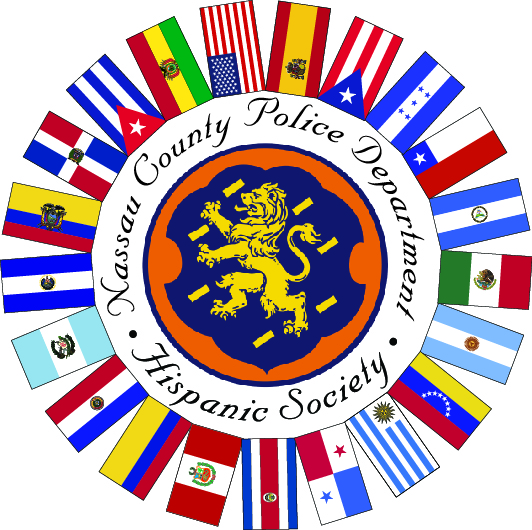 Nassau County Police Department
• Hispanic Society •